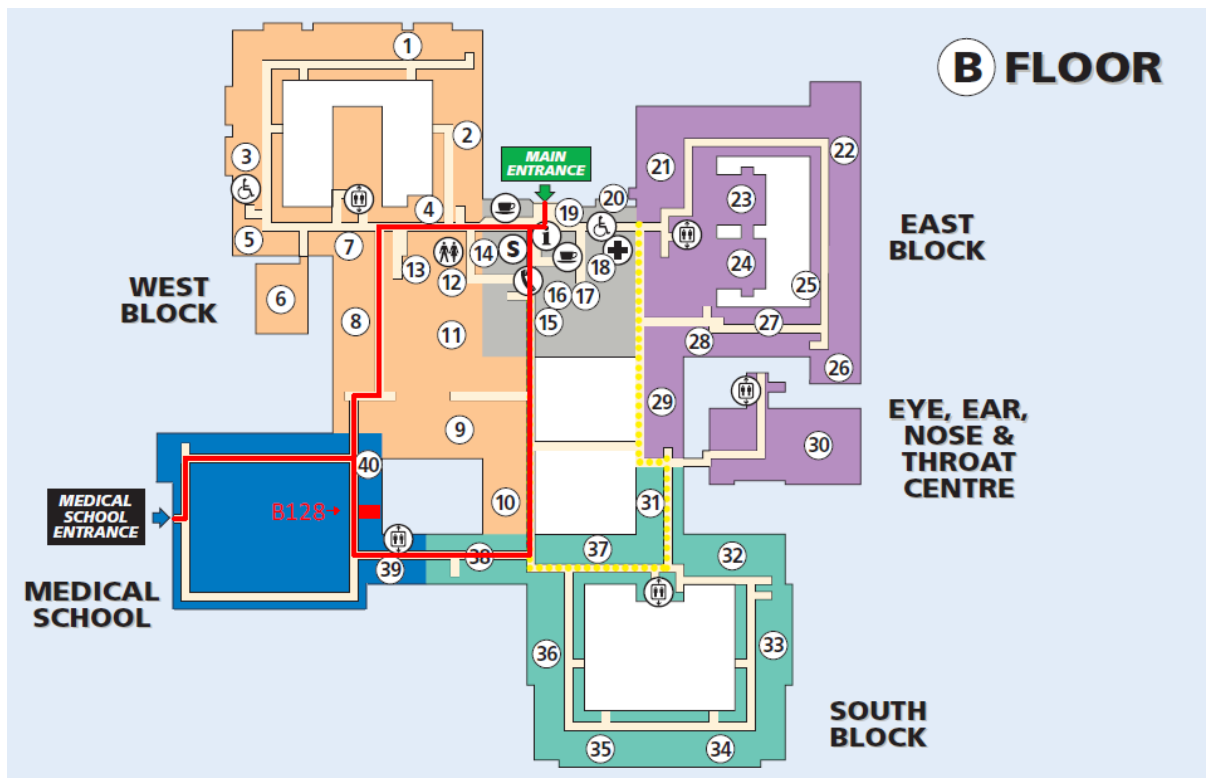 B FLOOR
1
2
MAIN
ENTRANCE
3
4
5
6
7
8
9
10
11
12
13
14
S
i
15
16
17
18
19
20
21
22
23
24
25
26
27
28
29
30
31
32
33
34
35
36
37
38
39
40
WEST
BLOCK
EAST
BLOCK
EYE, EAR,
NOSE &
THROAT
CENTRE
B128
MEDICAL
SCHOOL
ENTRANCE
MEDICAL
SCHOOL
SOUTH
BLOCK